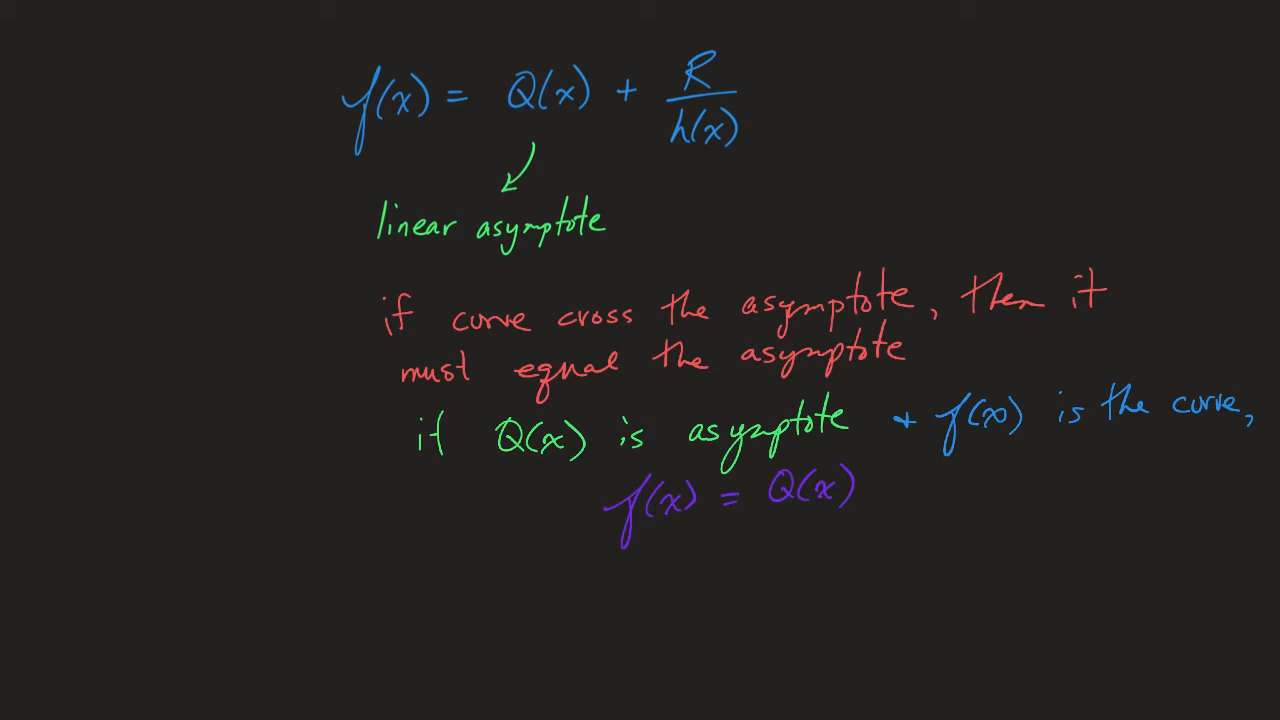 f(x) = Q(x) + R/h(x)
linear asymptote
if curve cross the asymptote, then it
must equal the asymptote
if Q(x) is asymptote + f(x) is the curve,
f(x) = Q(x)